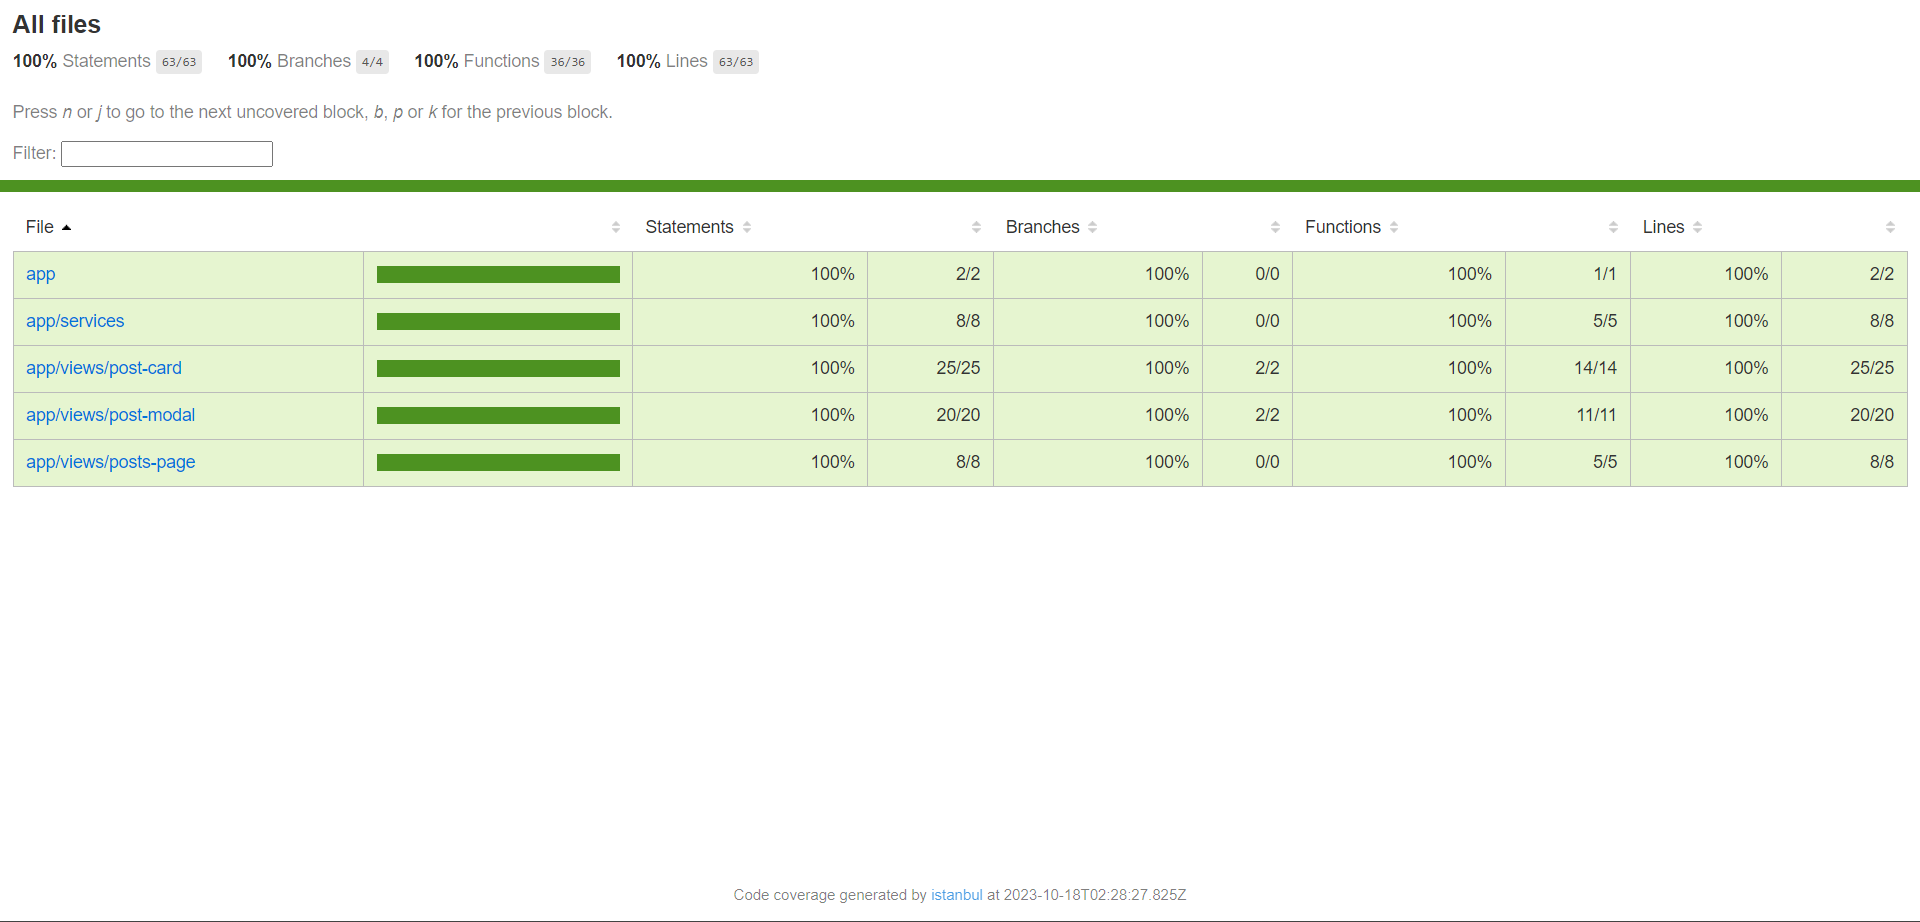 All files
100% Statements 63/63 100% Branches 4/4 100% Functions 36/36 100% Lines 63/63
Press n or j to go to the next uncovered block, b, p or k for the previous block.
Filter:
File Statements Branches Functions Lines
app 100% 2/2 100% 0/0 100% 1/1 100% 2/2
app/services 100% 8/8 100% 0/0 100% 5/5 100% 8/8
app/views/post-card 100% 25/25 100% 2/2 100% 14/14 100% 25/25
app/views/post-modal 100% 20/20 100% 2/2 100% 11/11 100% 20/20
app/views/posts-page 100% 8/8 100% 0/0 100% 5/5 100% 8/8
Code coverage generated by istanbul at 2023-10-18T02:28:27.825Z